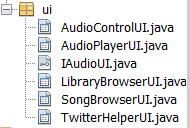 ui
AudioControlUI.java
AudioPlayerUI.java
IAudioUI.java
LibraryBrowserUI.java
SongBrowserUI.java
TwitterHelperUI.java